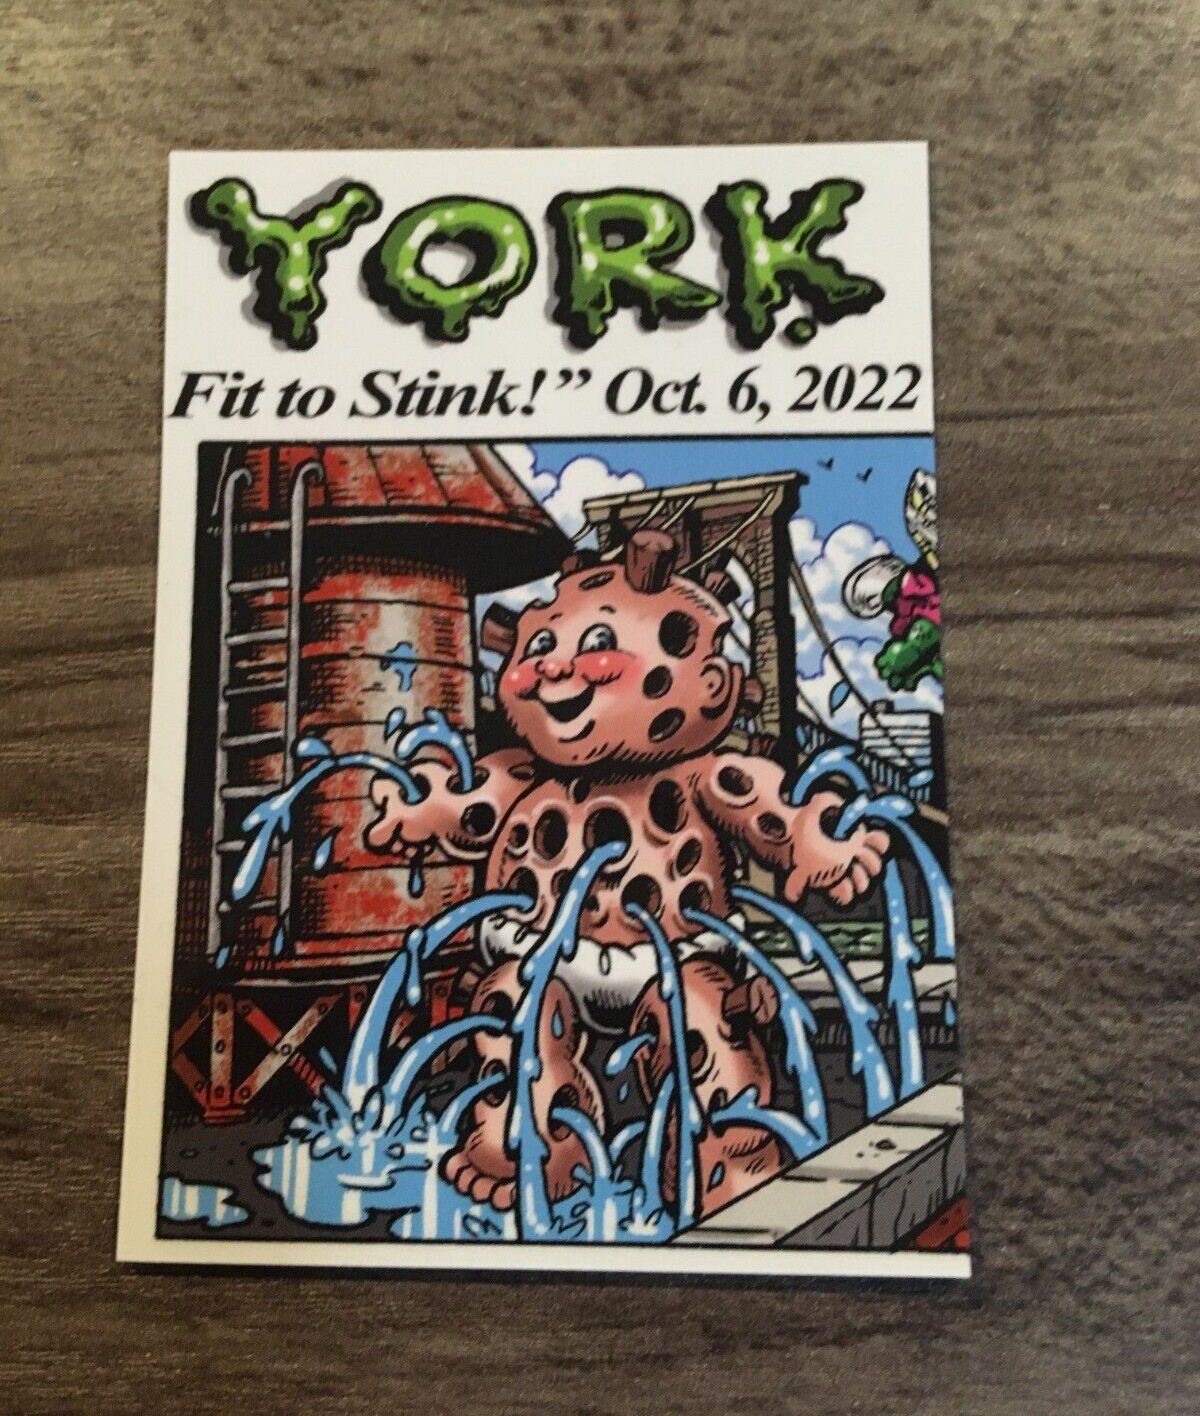 YORK
Fit to Stink!” Oct. 6, 2022